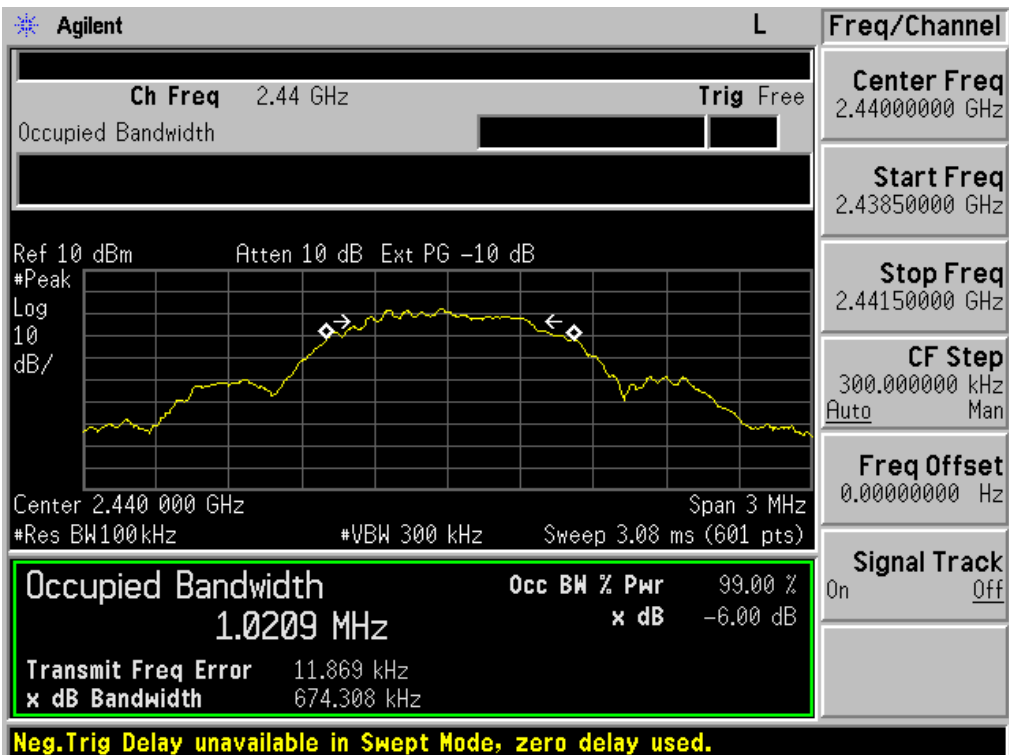 Agilent
L
Ch Freq 2.44 GHz
Trig Free
Occupied Bandwidth
Ref 10 dBm Atten 10 dB Ext PG -10 dB
#Peak
Log
10
dB/
Center 2.440 000 GHz
Span 3 MHz
#Res BW 100 kHz
#VBW 300 kHz
Sweep 3.08 ms (601 pts)
Occupied Bandwidth
1.0209 MHz
Occ BW % Pwr 99.00 %
x dB -6.00 dB
Transmit Freq Error 11.869 kHz
x dB Bandwidth 674.308 kHz
Neg.Trig Delay unavailable in Swept Mode, zero delay used.
Freq/Channel
Center Freq
2.44000000 GHz
Start Freq
2.43850000 GHz
Stop Freq
2.44150000 GHz
CF Step
300.000000 kHz
Auto Man
Freq Offset
0.00000000 Hz
Signal Track
On Off